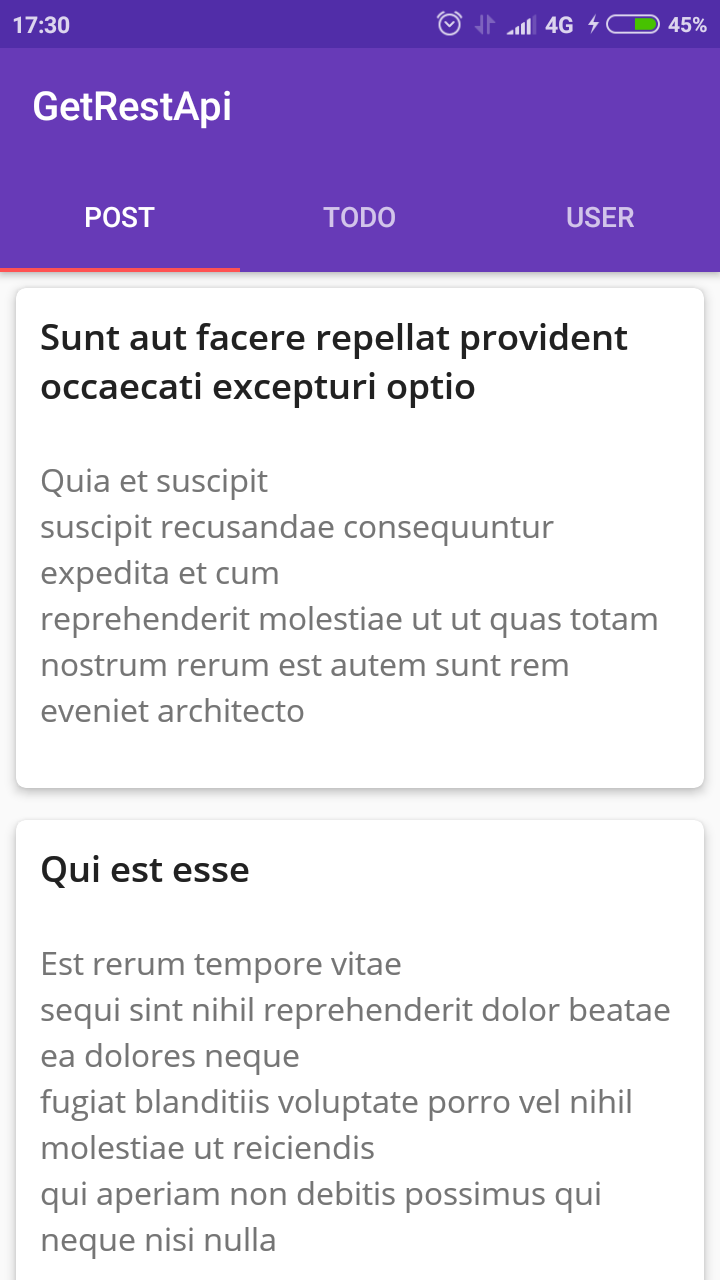 17:30 4G 45%
GetRestApi
POST TODO USER
Sunt aut facere repellat provident
occaecati excepturi optio
Quia et suscipit
suscipit recusandae consequuntur
expedita et cum
reprehenderit molestiae ut ut quas totam
nostrum rerum est autem sunt rem
eveniet architecto
Qui est esse
Est rerum tempore vitae
sequi sint nihil reprehenderit dolor beatae
ea dolores neque
fugiat blanditiis voluptate porro vel nihil
molestiae ut reiciendis
qui aperiam non debitis possimus qui
neque nisi nulla